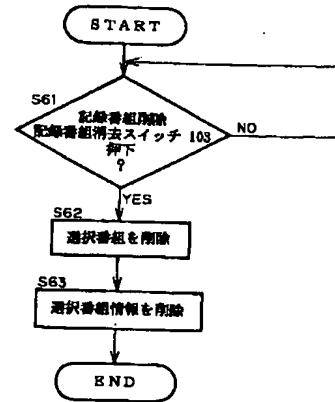 START
S61
記録番組削除
記録番組消去スイッチ 103
押下
?
NO
YES
S62
選択番組を削除
S63
選択番組情報を削除
END